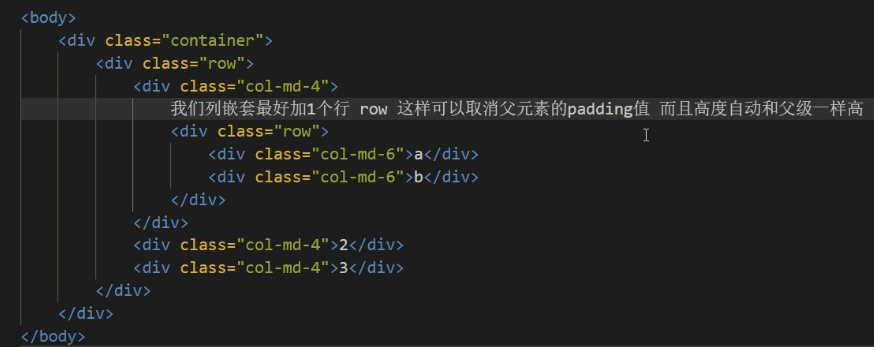 <body>
<div class="container">
<div class="row">
<div class="col-md-4">
我们列嵌套最好加1个行 row 这样可以取消父元素的padding值 而且高度自动和父级一样高
<div class="row">
<div class="col-md-6">a</div>
<div class="col-md-6">b</div>
</div>
</div>
<div class="col-md-4">2</div>
<div class="col-md-4">3</div>
</div>
</div>
</body>